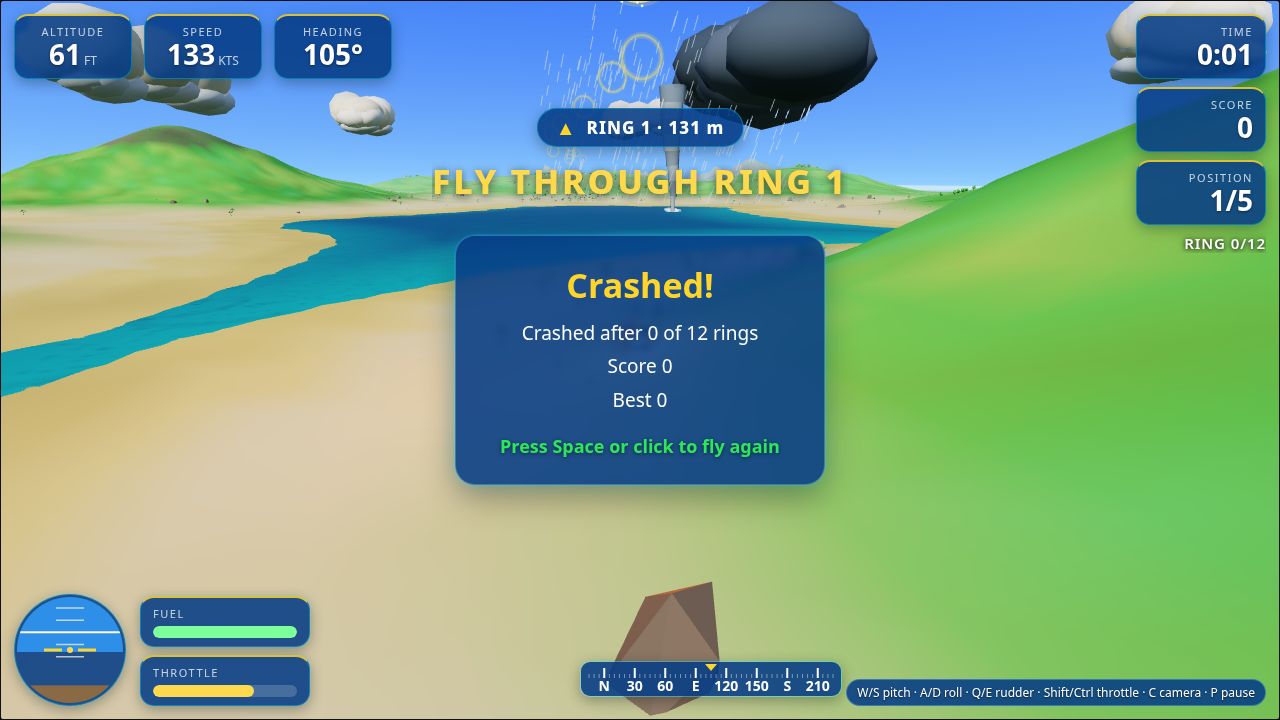 ALTITUDE
61 FT
SPEED
133 KTS
HEADING
105°
TIME
0:01
SCORE
0
POSITION
1/5
RING 0/12
▲ RING 1 · 131 m
FLY THROUGH RING 1
Crashed!
Crashed after 0 of 12 rings
Score 0
Best 0
Press Space or click to fly again
FUEL
THROTTLE
N 30 60 E 120 150 S 210
W/S pitch · A/D roll · Q/E rudder · Shift/Ctrl throttle · C camera · P pause